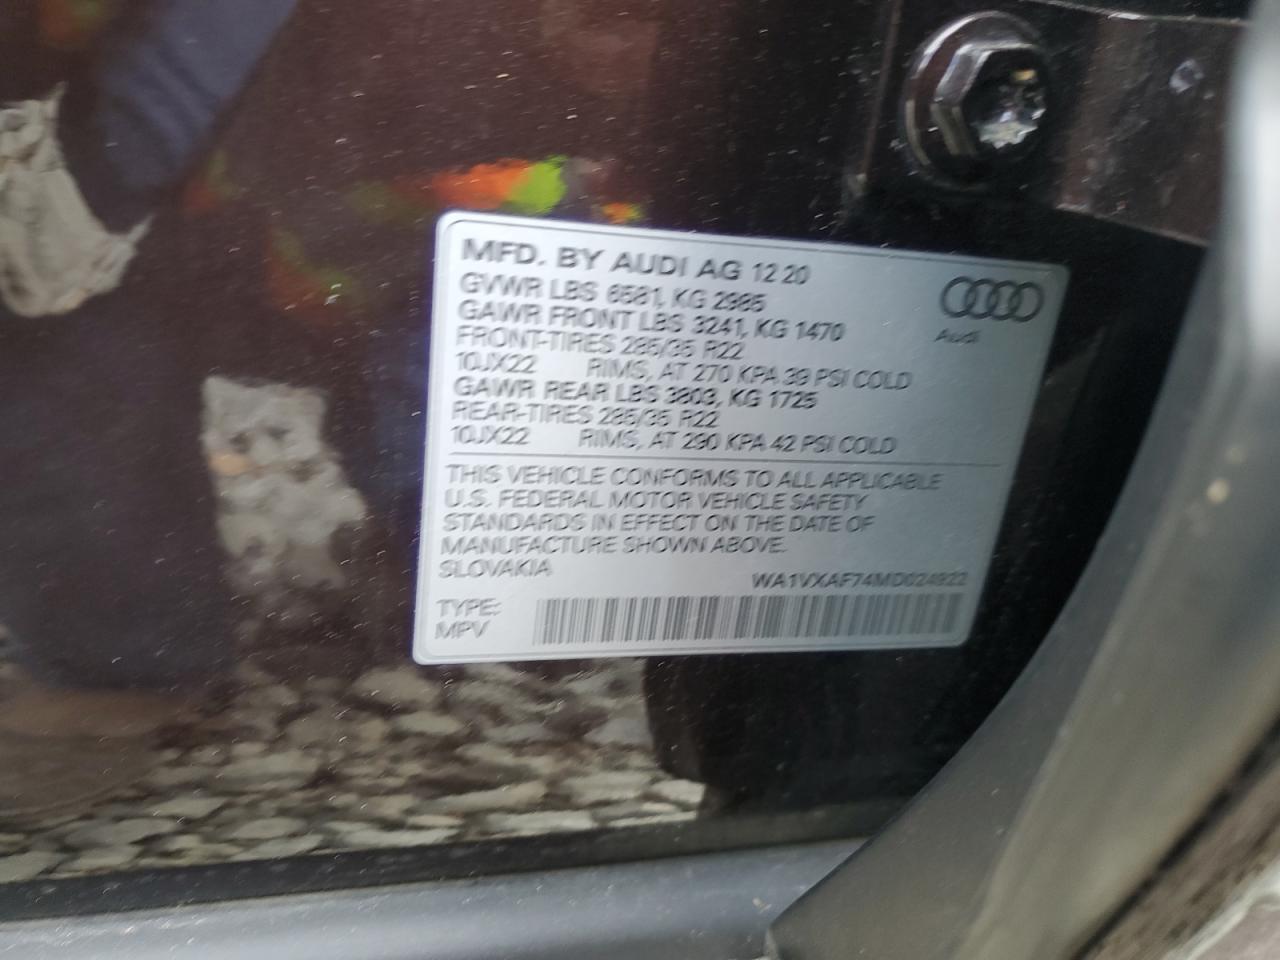 MFD. BY AUDI AG 12 20
GVWR LBS 6581, KG 2985
GAWR FRONT LBS 3241, KG 1470
FRONT-TIRES 285/35 R22
10JX22 RIMS, AT 270 KPA 39 PSI COLD
GAWR REAR LBS 3803, KG 1725
REAR-TIRES 285/35 R22
10JX22 RIMS, AT 290 KPA 42 PSI COLD
Audi
THIS VEHICLE CONFORMS TO ALL APPLICABLE
U.S. FEDERAL MOTOR VEHICLE SAFETY
STANDARDS IN EFFECT ON THE DATE OF
MANUFACTURE SHOWN ABOVE.
SLOVAKIA
WA1VXAF74MD024922
TYPE:
MPV